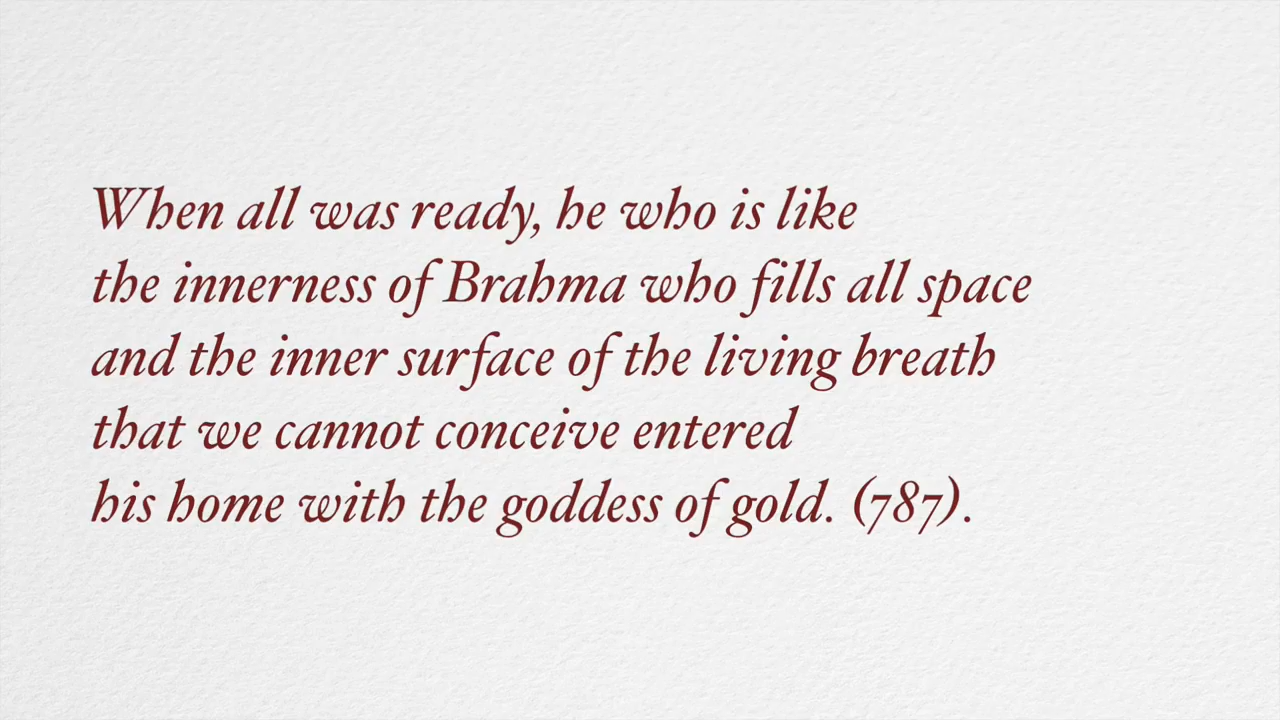 When all was ready, he who is like
the innerness of Brahma who fills all space
and the inner surface of the living breath
that we cannot conceive entered
his home with the goddess of gold. (787).